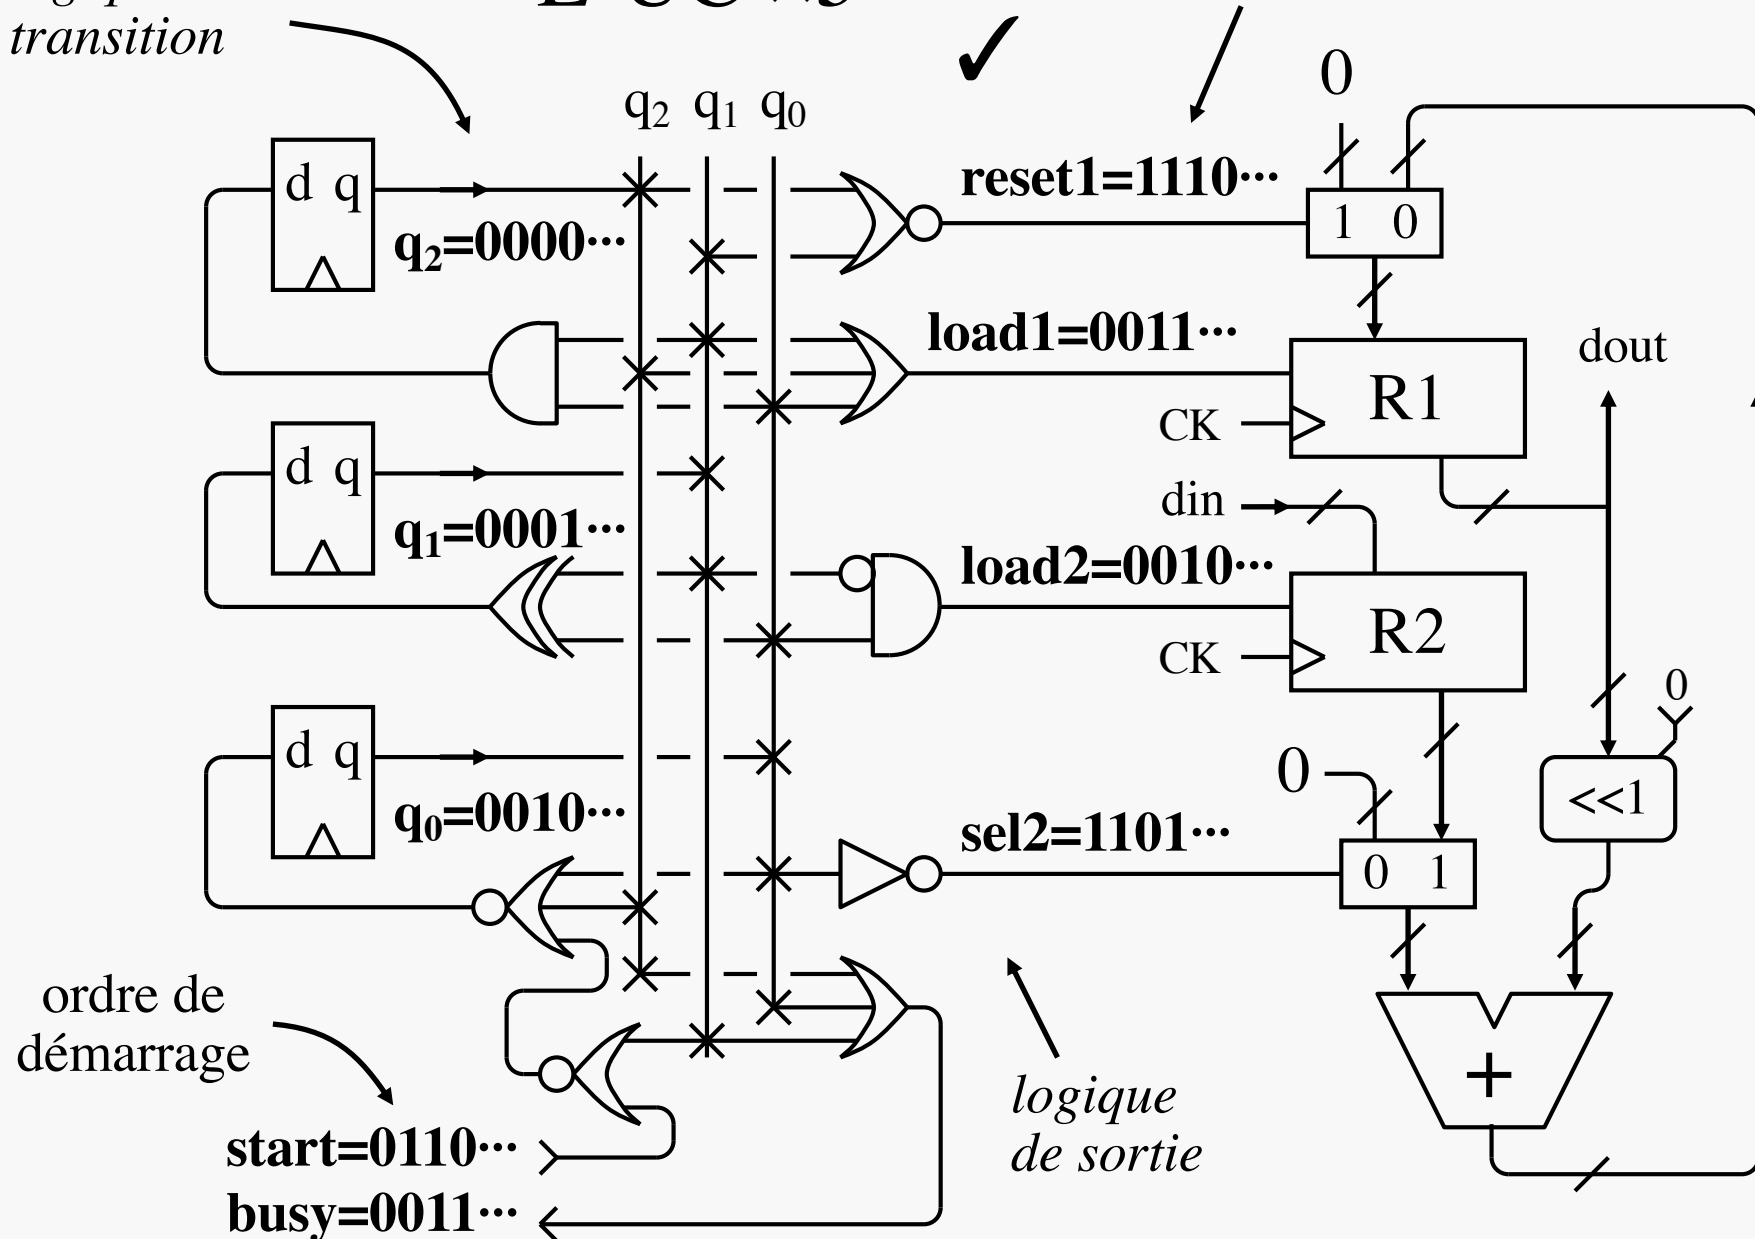 transition
0
q2 q1 q0
d q
reset1=1110···
1 0
q2=0000···
load1=0011···
dout
R1
CK
d q
din
q1=0001···
load2=0010···
R2
CK
0
d q
0
<<1
q0=0010···
sel2=1101···
0 1
ordre de
démarrage
+
logique
de sortie
start=0110···
busy=0011···